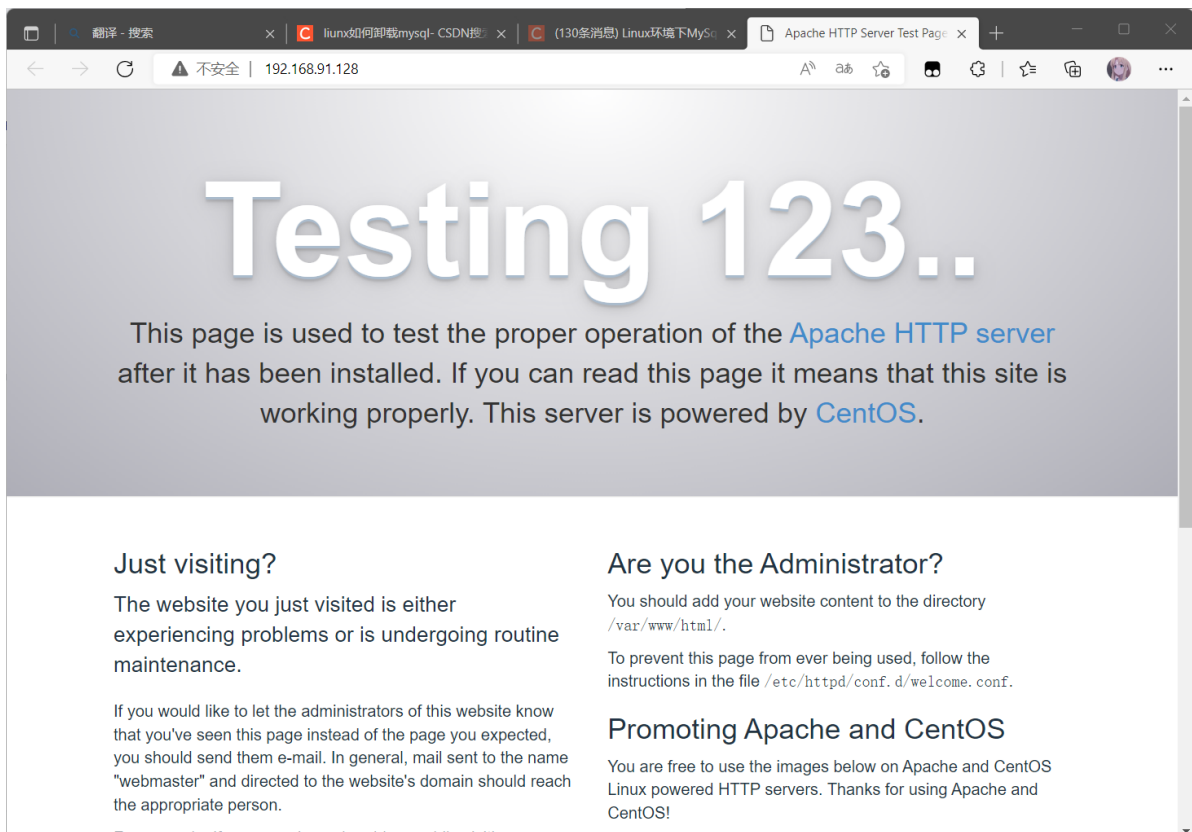 翻译 - 搜索
liunx如何卸载mysql- CSDN搜
(130条消息) Linux环境下MySQ
Apache HTTP Server Test Page
不安全
192.168.91.128
Testing 123..
This page is used to test the proper operation of the Apache HTTP server
after it has been installed. If you can read this page it means that this site is
working properly. This server is powered by CentOS.
Just visiting?
The website you just visited is either
experiencing problems or is undergoing routine
maintenance.
If you would like to let the administrators of this website know
that you've seen this page instead of the page you expected,
you should send them e-mail. In general, mail sent to the name
"webmaster" and directed to the website's domain should reach
the appropriate person.
Are you the Administrator?
You should add your website content to the directory
/var/www/html/.
To prevent this page from ever being used, follow the
instructions in the file /etc/httpd/conf.d/welcome.conf.
Promoting Apache and CentOS
You are free to use the images below on Apache and CentOS
Linux powered HTTP servers. Thanks for using Apache and
CentOS!